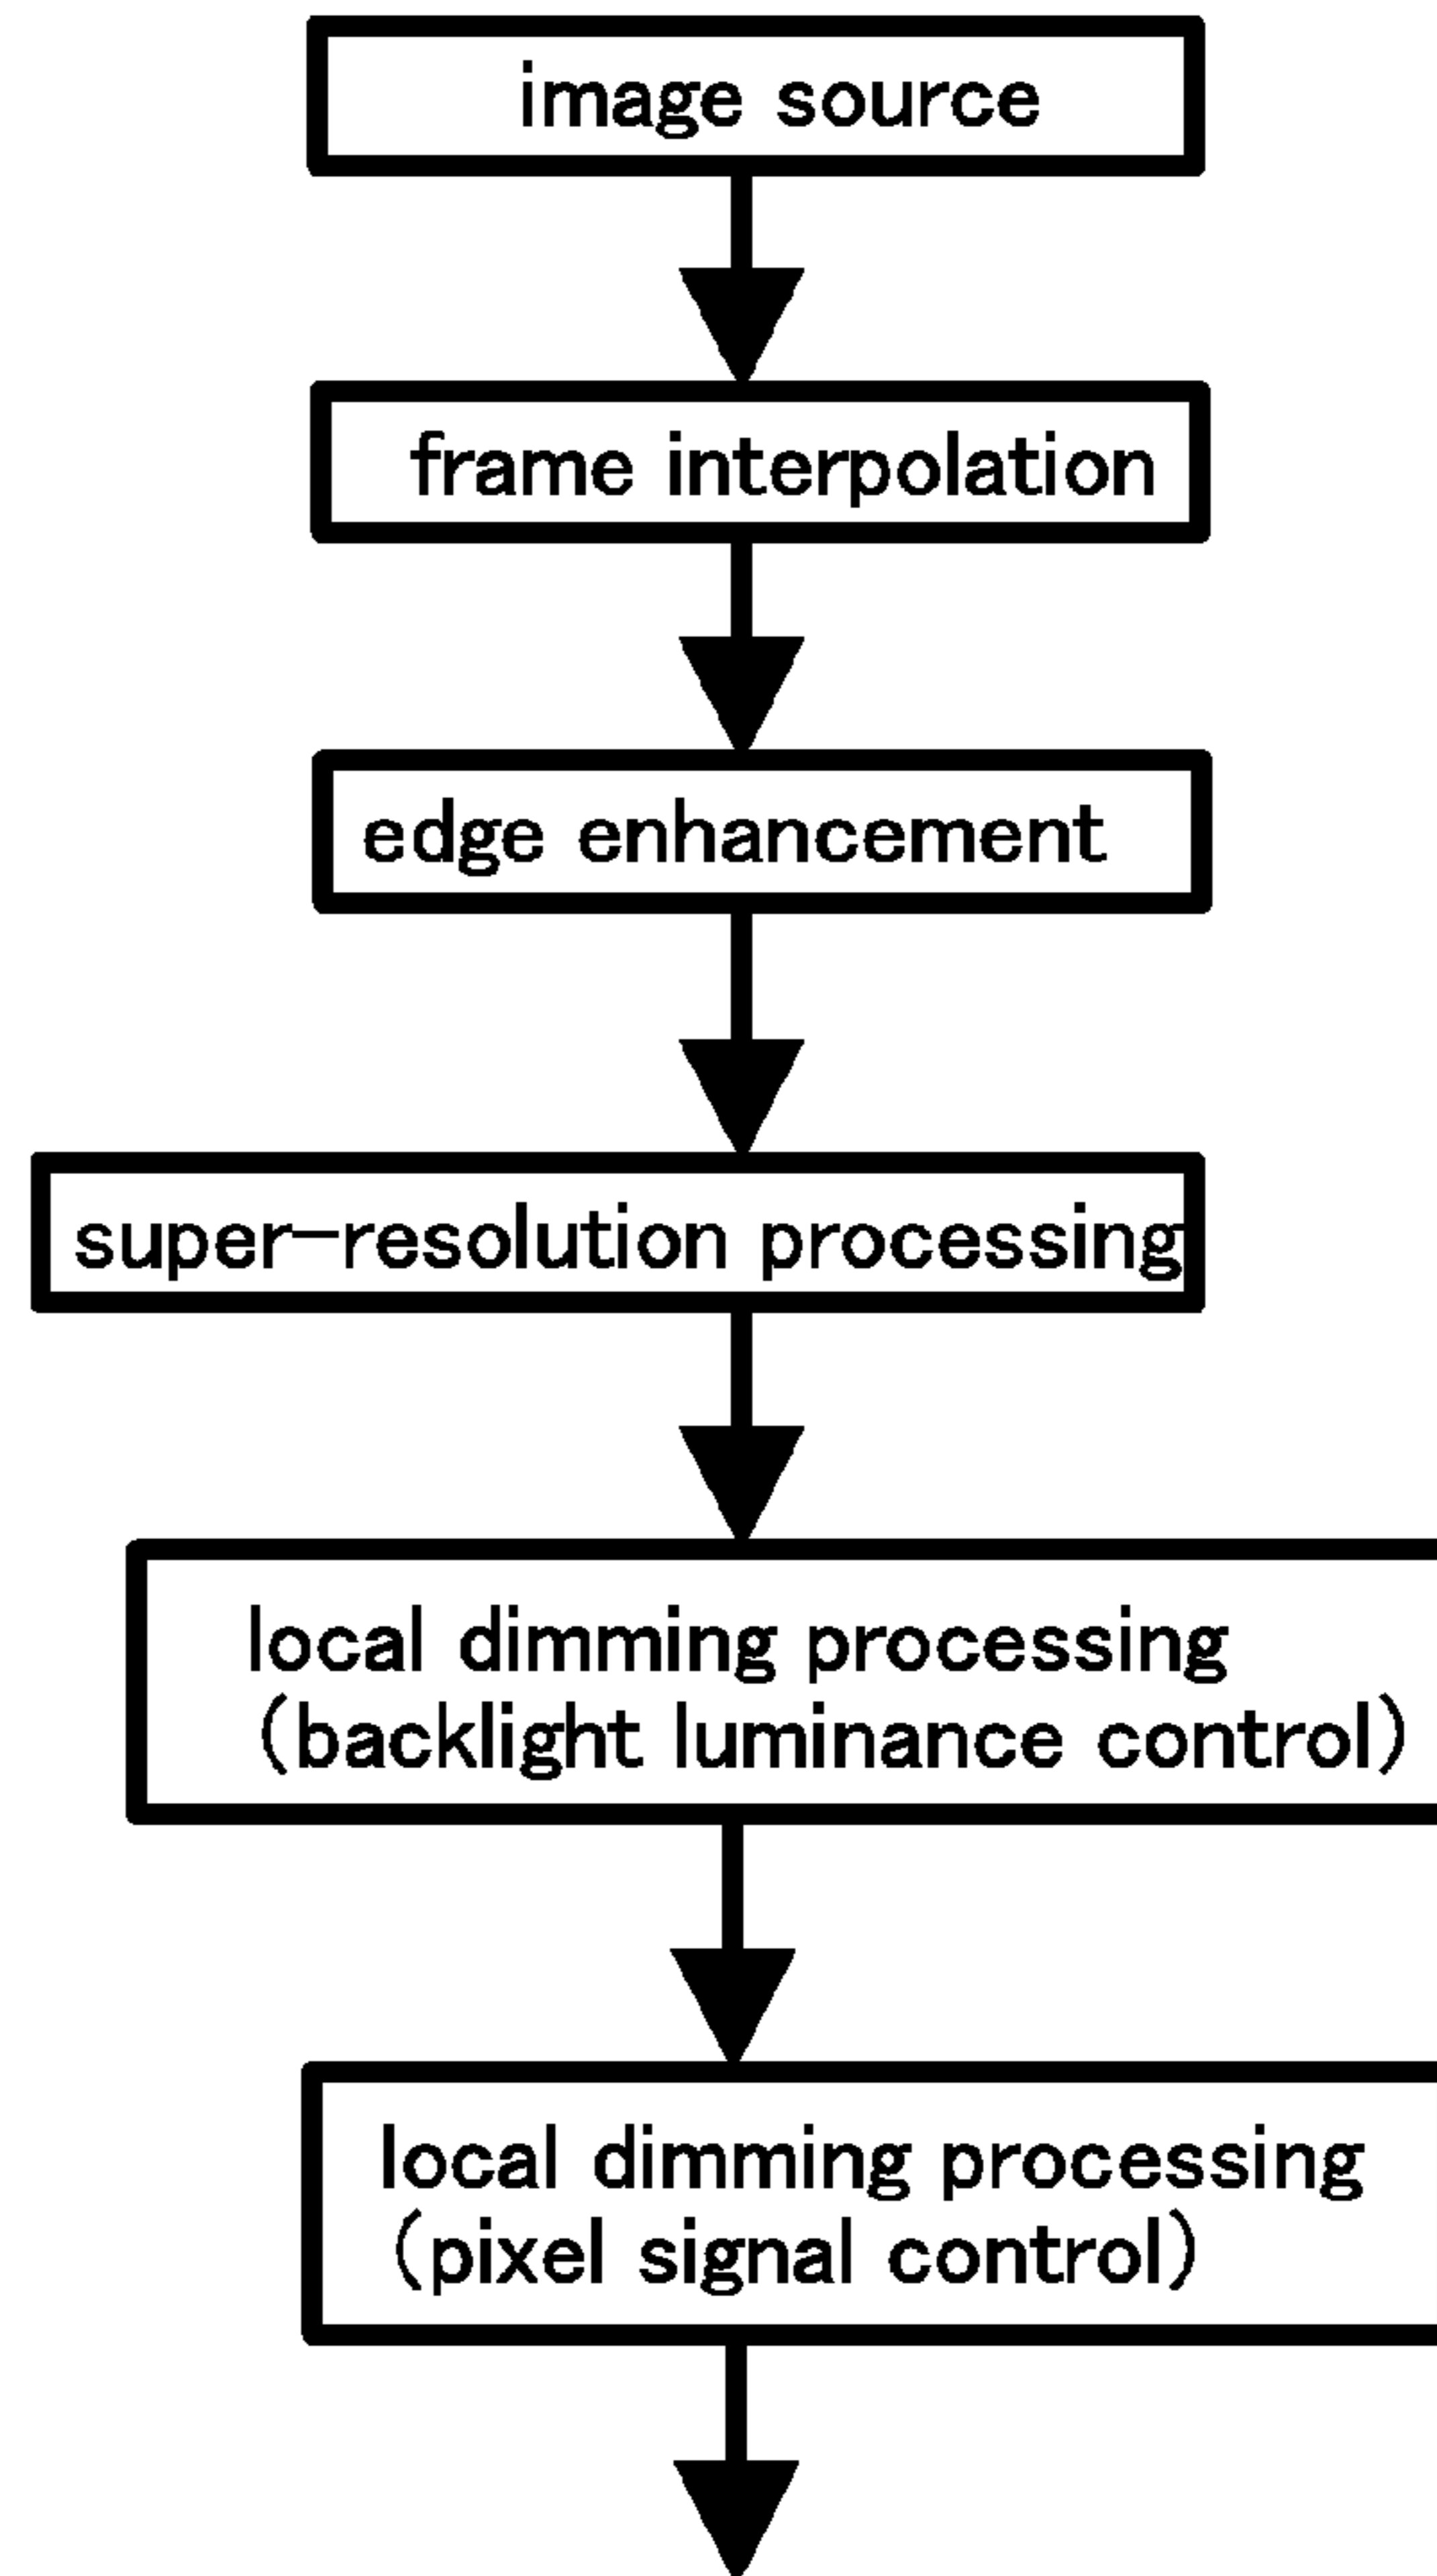 image source
frame interpolation
edge enhancement
super-resolution processing
local dimming processing
(backlight luminance control)
local dimming processing
(pixel signal control)